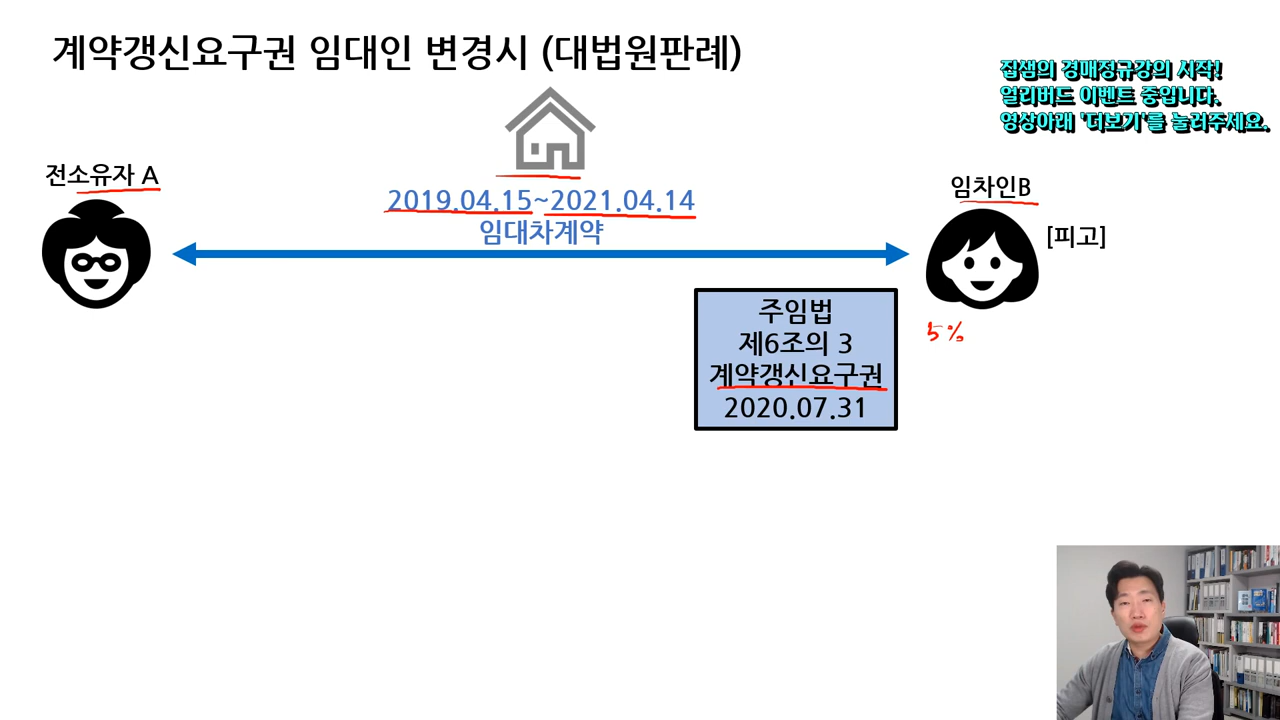 계약갱신요구권 임대인 변경시 (대법원판례)
집샘의 경매정규강의 시작!
얼리버드 이벤트 중입니다.
영상아래 '더보기'를 눌러주세요.
전소유자 A
2019.04.15~2021.04.14
임대차계약
임차인B
[피고]
주임법
제6조의 3
계약갱신요구권
2020.07.31
5%